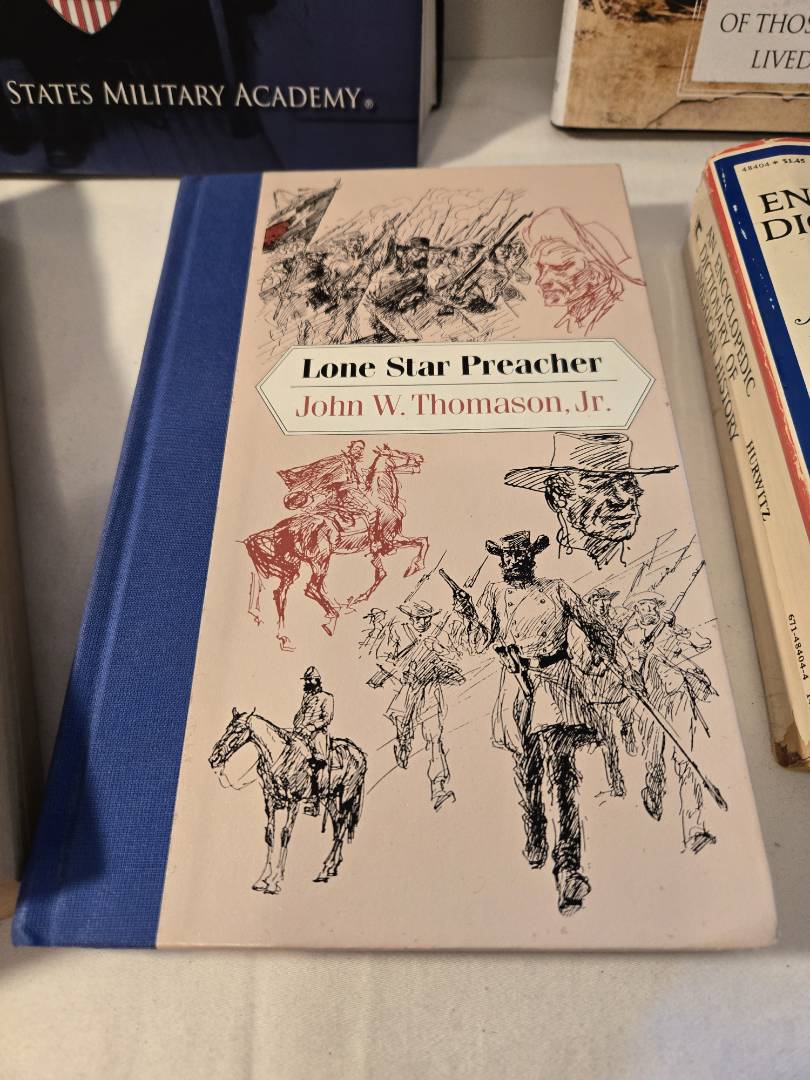 STATES MILITARY ACADEMY®
OF THOS
LIVED
Lone Star Preacher
John W. Thomason, Jr.
48404 * $1.45
EN
DI
AN ENCYCLOPEDIC
DICTIONARY OF
HISTORY
HURWITZ
671-48404-4